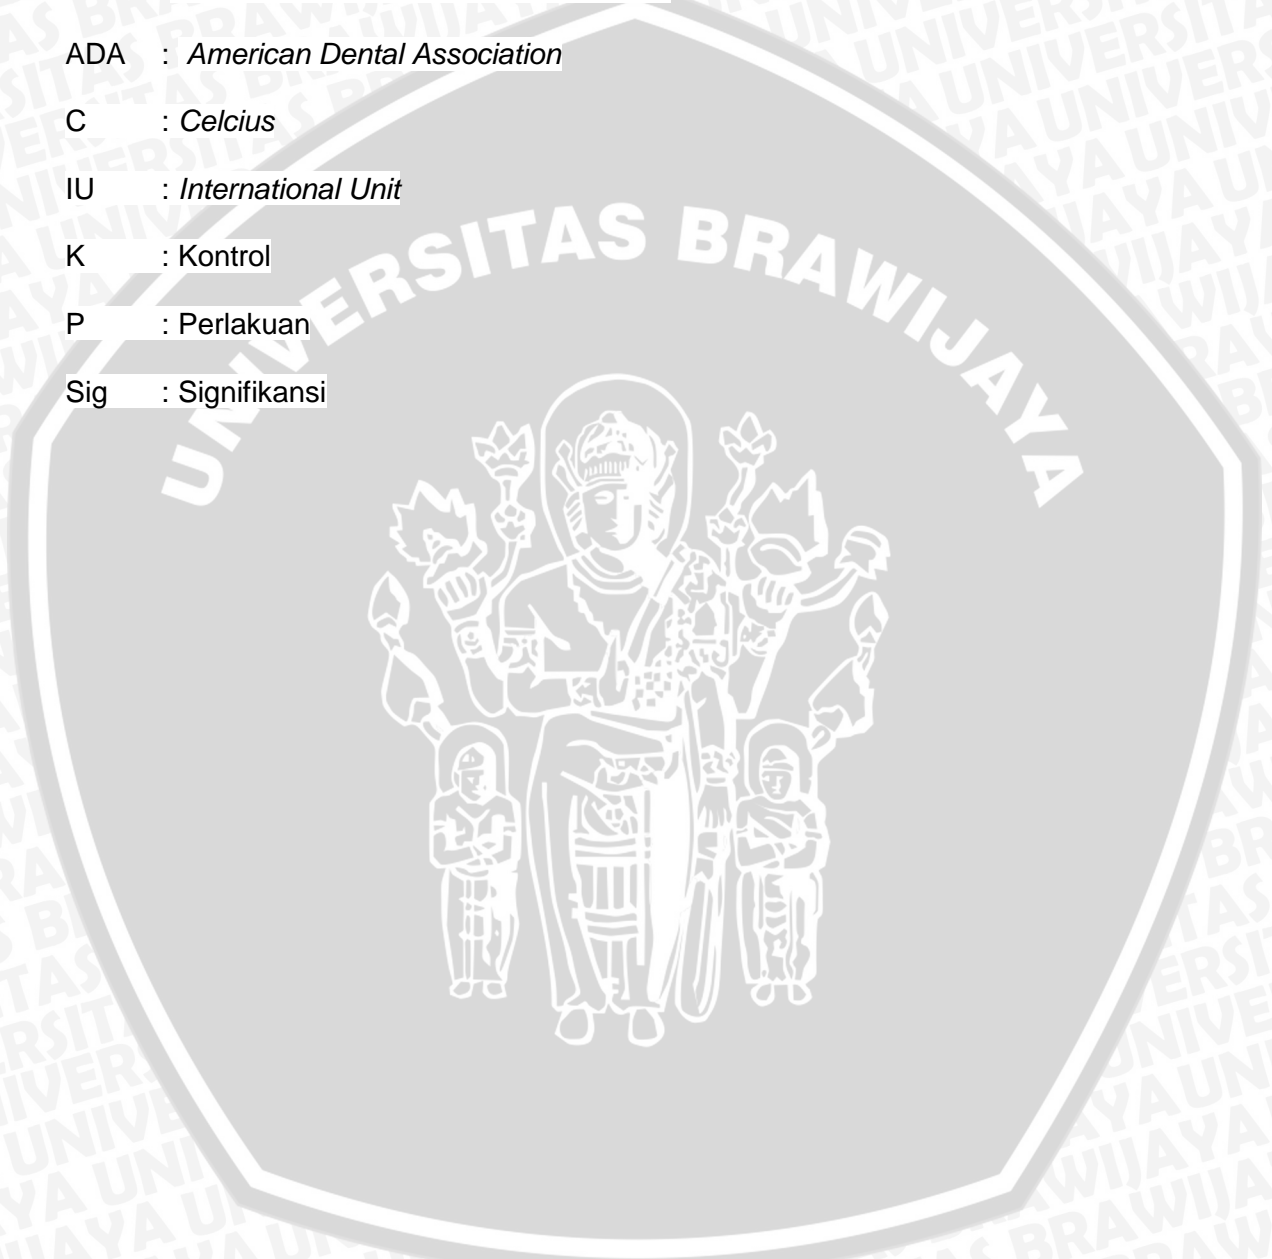 ADA : American Dental Association
C : Celcius
IU : International Unit
K : Kontrol
P : Perlakuan
Sig : Signifikansi
UNIVERSITAS BRAWIJAYA